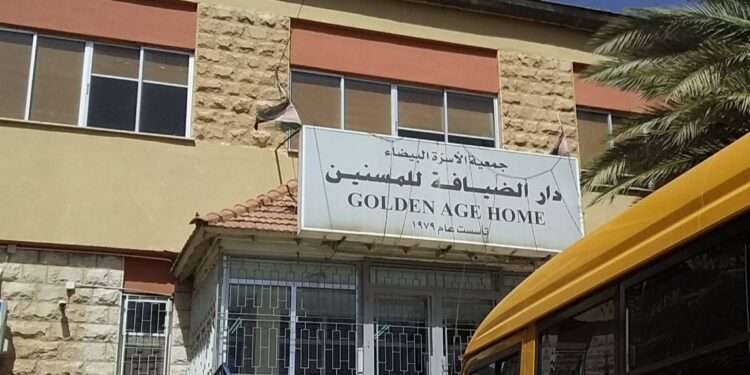 جمعية الأسرة البيضاء
دار الضيافة للمسنين
GOLDEN AGE HOME
تأسست عام ١٩٧٩